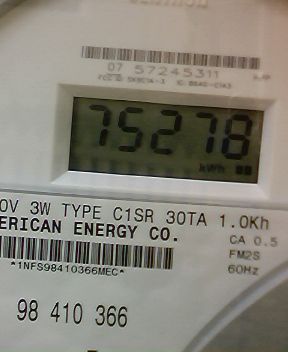 07 57245311
75278
kWh
0V 3W TYPE C1SR 30TA 1.0Kh
ERICAN ENERGY CO.
CA 0.5
FM2S
60Hz
*1NFS98410366MEC*
98 410 366